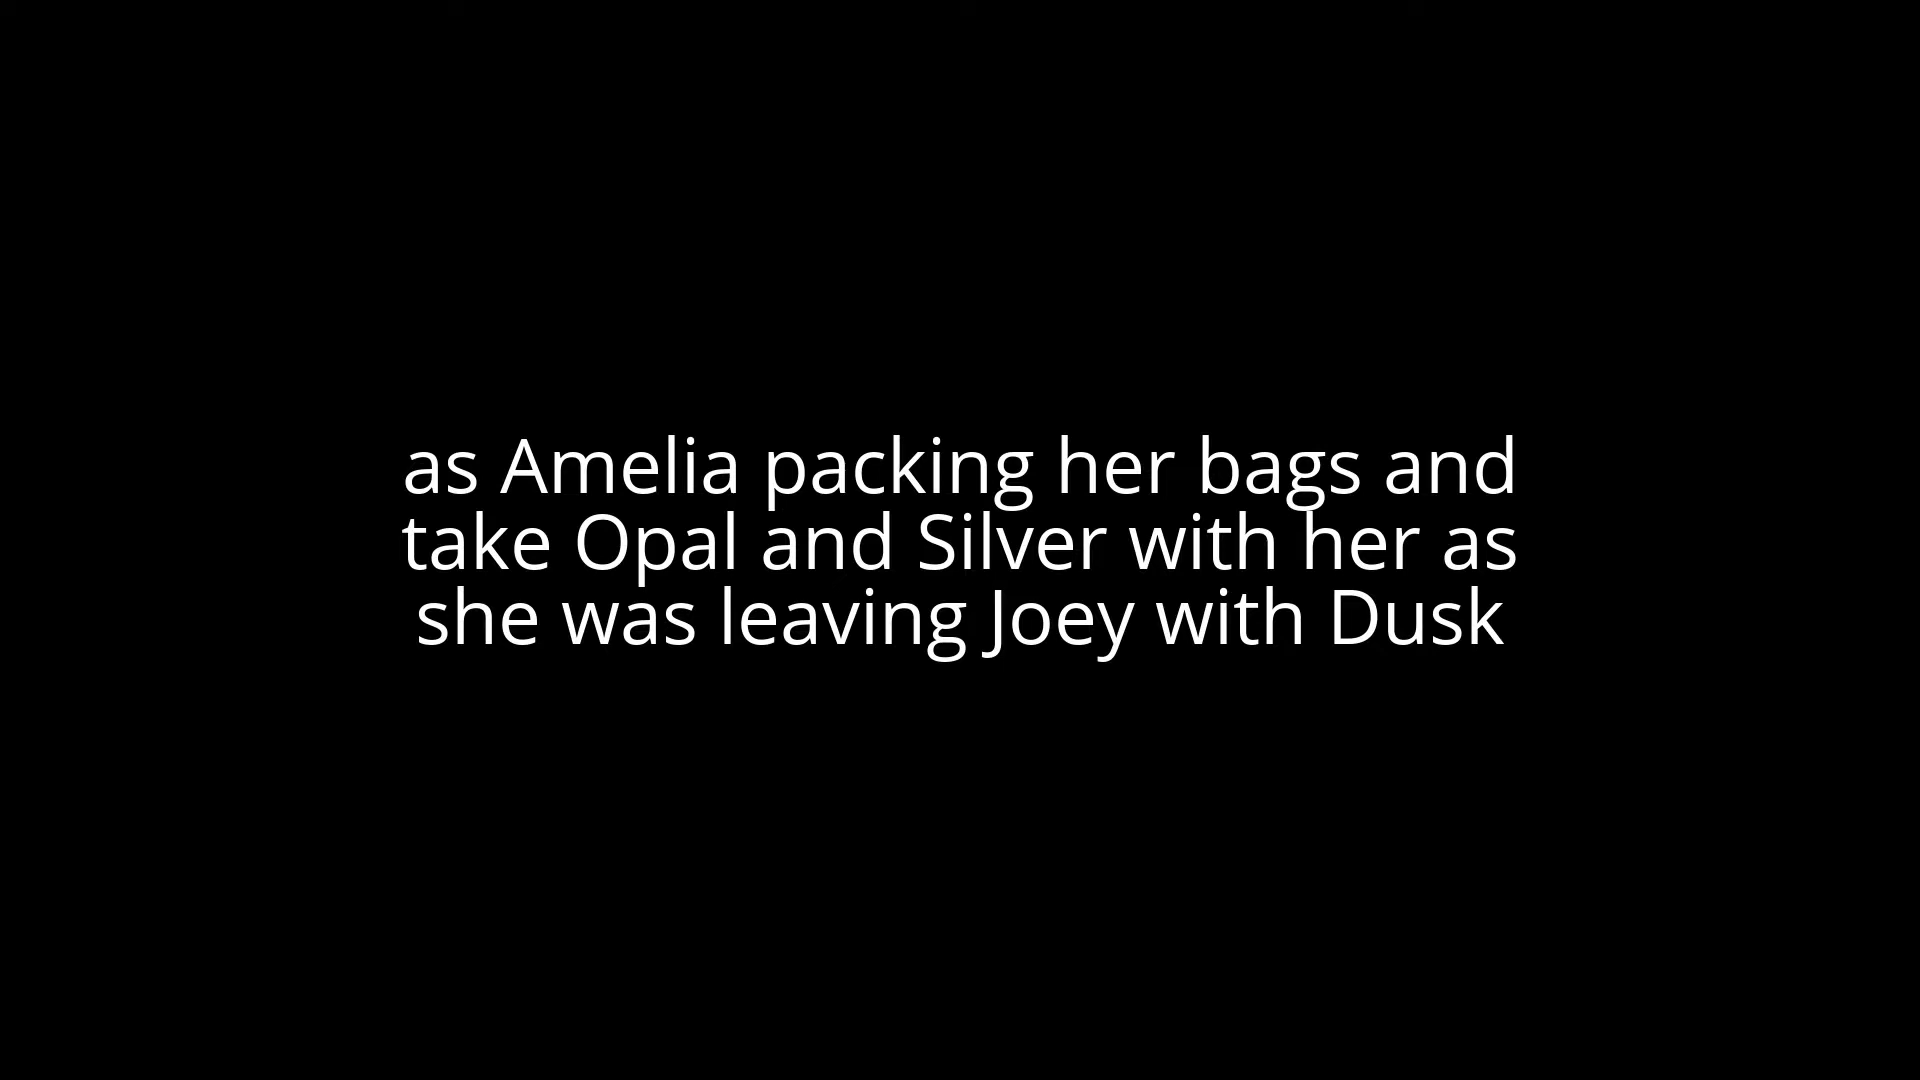 as Amelia packing her bags and
take Opal and Silver with her as
she was leaving Joey with Dusk